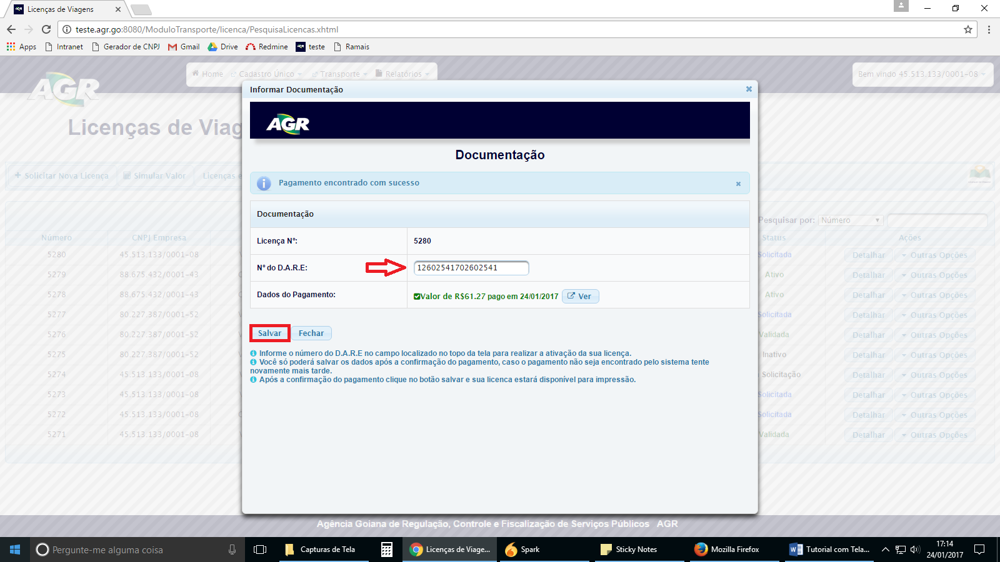 Licenças de Viagens
teste.agr.go:8080/ModuloTransporte/licenca/PesquisaLicencas.xhtml
Apps Intranet Gerador de CNPJ Gmail Drive Redmine AGR teste Ramais
AGR Home Cadastro Único Transporte Relatórios Bem vindo 45.513.133/0001-08
Licenças de Viag
Solicitar Nova Licença Simular Valor Licenças e
Pesquisar por: Número
Número CNPJ Empresa Status Ações
5280 45.513.133/0001-08 Solicitada Detalhar Outras Opções
5279 88.675.432/0001-43 Ativo Detalhar Outras Opções
5278 88.675.432/0001-43 Ativo Detalhar Outras Opções
5277 80.227.387/0001-52 Solicitada Detalhar Outras Opções
5276 80.227.387/0001-52 Validada Detalhar Outras Opções
5275 80.227.387/0001-52 Inativo Detalhar Outras Opções
5274 45.513.133/0001-08 Solicitação Detalhar Outras Opções
5273 45.513.133/0001-08 Solicitada Detalhar Outras Opções
5272 45.513.133/0001-08 Solicitada Detalhar Outras Opções
5271 45.513.133/0001-08 Validada Detalhar Outras Opções
Informar Documentação
AGR
Documentação
Pagamento encontrado com sucesso
Documentação
Licença Nº: 5280
Nº do D.A.R.E: 12602541702602541
Dados do Pagamento: Valor de R$61.27 pago em 24/01/2017 Ver
Salvar Fechar
Informe o número do D.A.R.E no campo localizado no topo da tela para realizar a ativação da sua licença.
Você só poderá salvar os dados após a confirmação do pagamento, caso o pagamento não seja encontrado pelo sistema tente
novamente mais tarde.
Após a confirmação do pagamento clique no botão salvar e sua licenca estará disponível para impressão.
Agência Goiana de Regulação, Controle e Fiscalização de Serviços Públicos AGR
Pergunte-me alguma coisa Capturas de Tela Licenças de Viage... Spark Sticky Notes Mozilla Firefox Tutorial com Tela... 17:14
24/01/2017